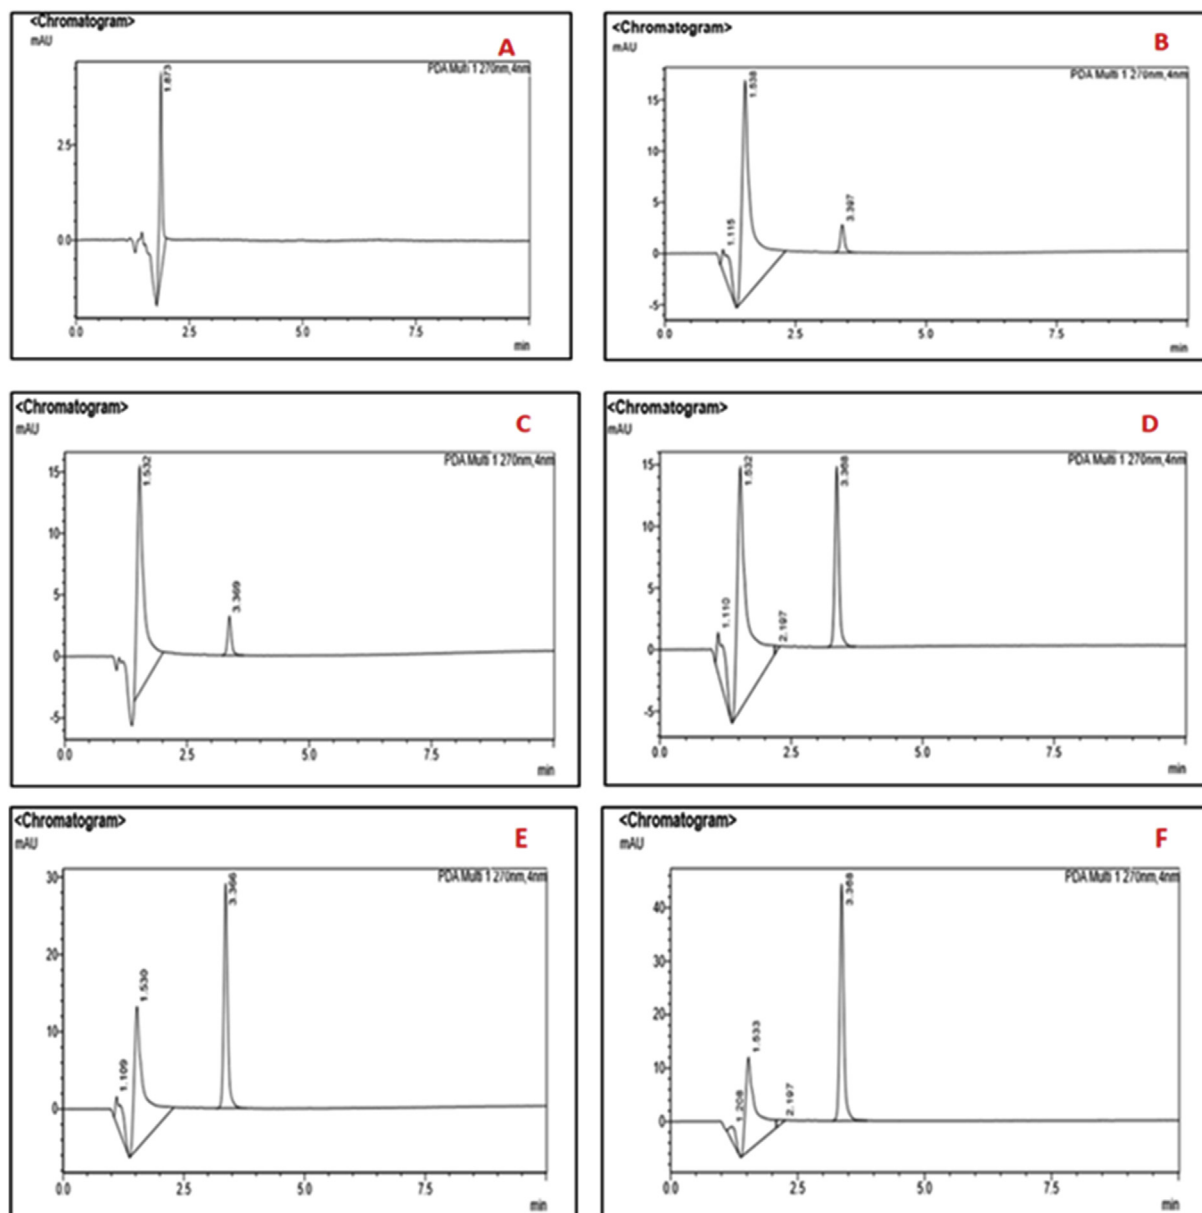 <Chromatogram>
mAU
A
PDA Multi 1 270nm,4nm
1.873
2.5
0.0
0.0 2.5 5.0 7.5
min
<Chromatogram>
mAU
B
PDA Multi 1 270nm,4nm
15
10
5
0
-5
1.115
1.538
3.397
0.0 2.5 5.0 7.5
min
<Chromatogram>
mAU
C
PDA Multi 1 270nm,4nm
15
10
5
0
-5
1.532
3.369
0.0 2.5 5.0 7.5
min
<Chromatogram>
mAU
D
PDA Multi 1 270nm,4nm
15
10
5
0
-5
1.110
1.532
2.197
3.368
0.0 2.5 5.0 7.5
min
<Chromatogram>
mAU
E
PDA Multi 1 270nm,4nm
30
20
10
0
1.109
1.530
3.366
0.0 2.5 5.0 7.5
min
<Chromatogram>
mAU
F
PDA Multi 1 270nm,4nm
40
30
20
10
0
1.208
1.533
2.197
3.368
0.0 2.5 5.0 7.5
min